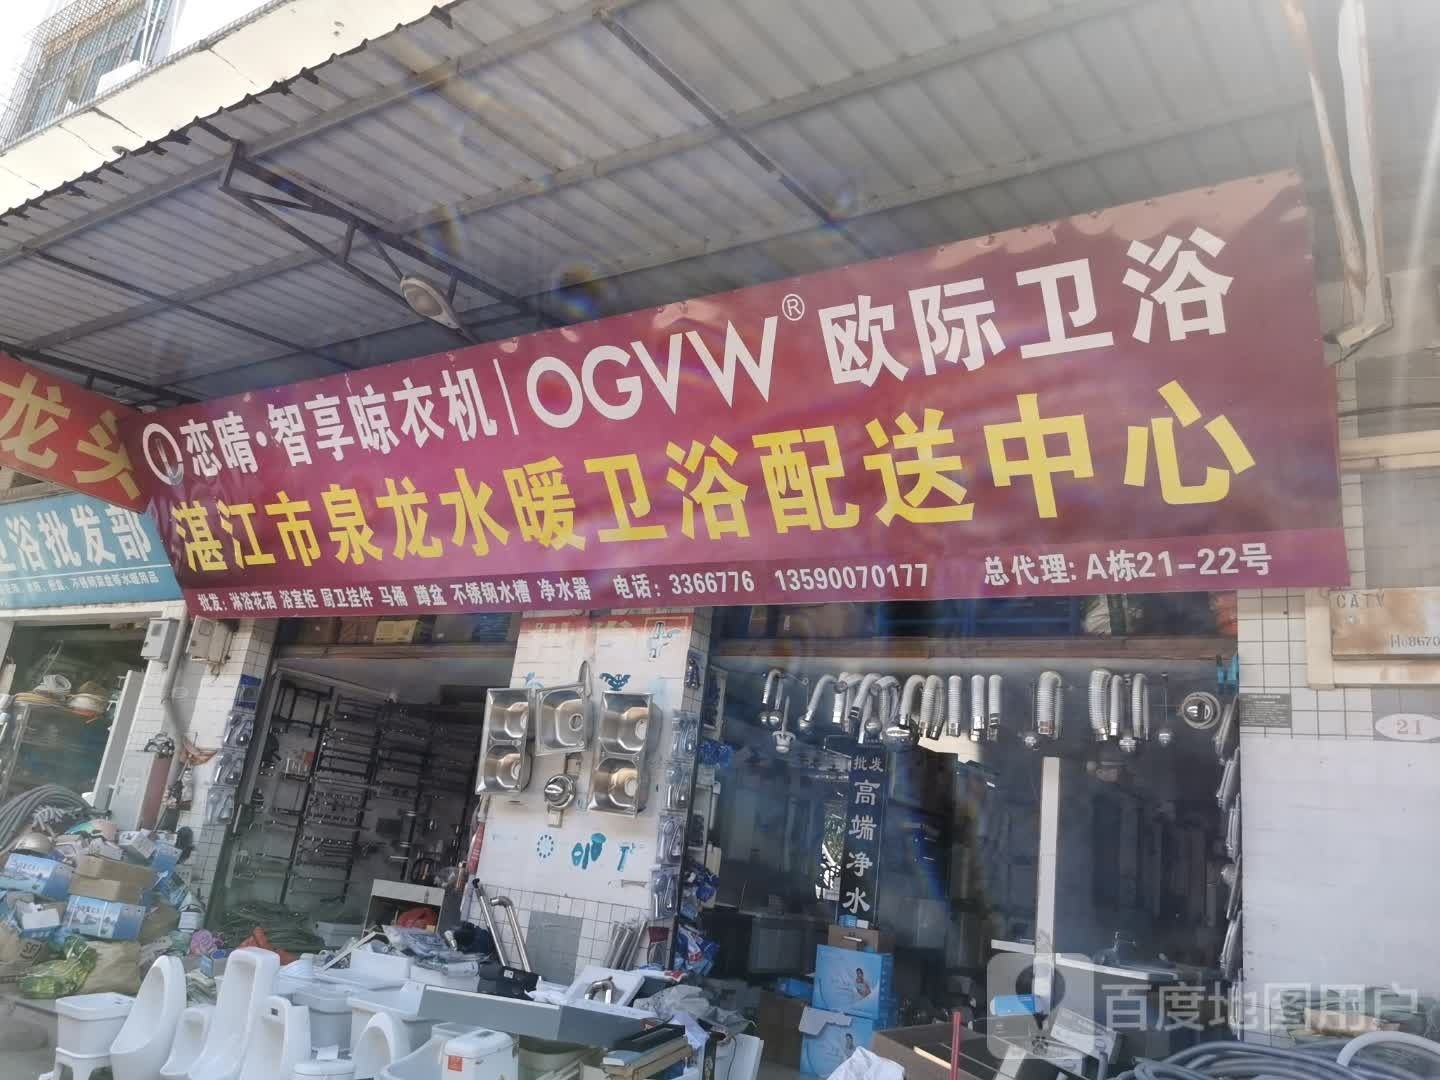 恋晴·智享晾衣机 | OGVW® 欧际卫浴
湛江市泉龙水暖卫浴配送中心
批发：淋浴花洒 浴室柜 厨卫挂件 马桶 蹲盆 不锈钢水槽 净水器 电话：3366776 13590070177 总代理：A栋21-22号
龙头
卫浴批发部
批发
高端净水
CATV
21
百度地图用户